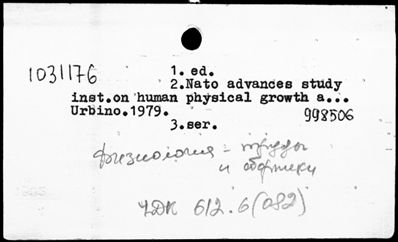 1031176
1. ed.
2.Nato advances study
inst.on human physical growth a...
Urbino.1979.
998506
3.ser.
физиология - труды
и сборники
УДК 612.6(082)